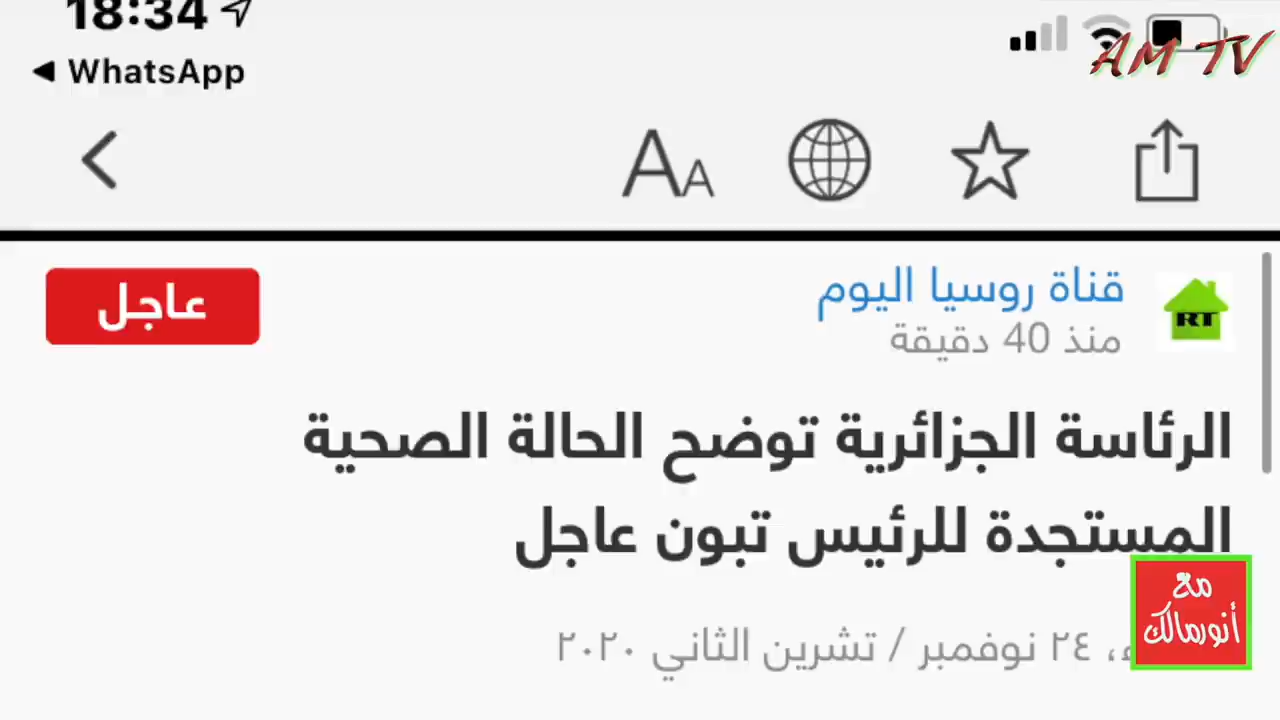 18:34
AM TV
WhatsApp
AA
عاجل
قناة روسيا اليوم
RT
منذ 40 دقيقة
الرئاسة الجزائرية توضح الحالة الصحية
المستجدة للرئيس تبون عاجل
مع
أنورمالك
٢٤ نوفمبر / تشرين الثاني ٢٠٢٠